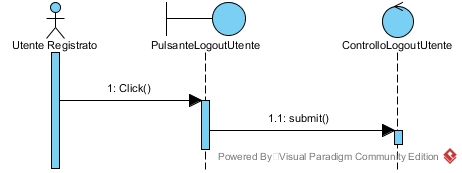 Utente Registrato
PulsanteLogoutUtente
ControlloLogoutUtente
1: Click()
1.1: submit()
Powered By Visual Paradigm Community Edition